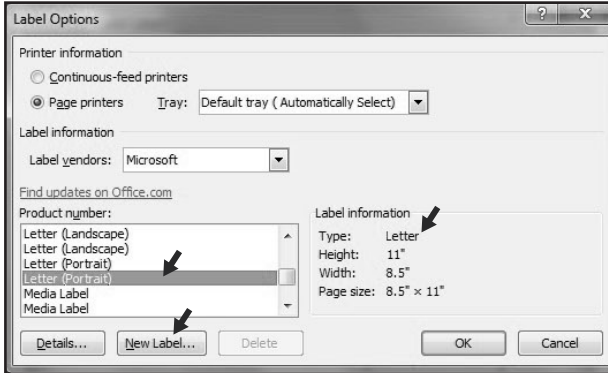 Label Options
Printer information
Continuous-feed printers
Page printers Tray: Default tray ( Automatically Select)
Label information
Label vendors: Microsoft
Find updates on Office.com
Product number:
Letter (Landscape)
Letter (Landscape)
Letter (Portrait)
Letter (Portrait)
Media Label
Media Label
Label information
Type: Letter
Height: 11"
Width: 8.5"
Page size: 8.5" × 11"
Details... New Label... Delete OK Cancel